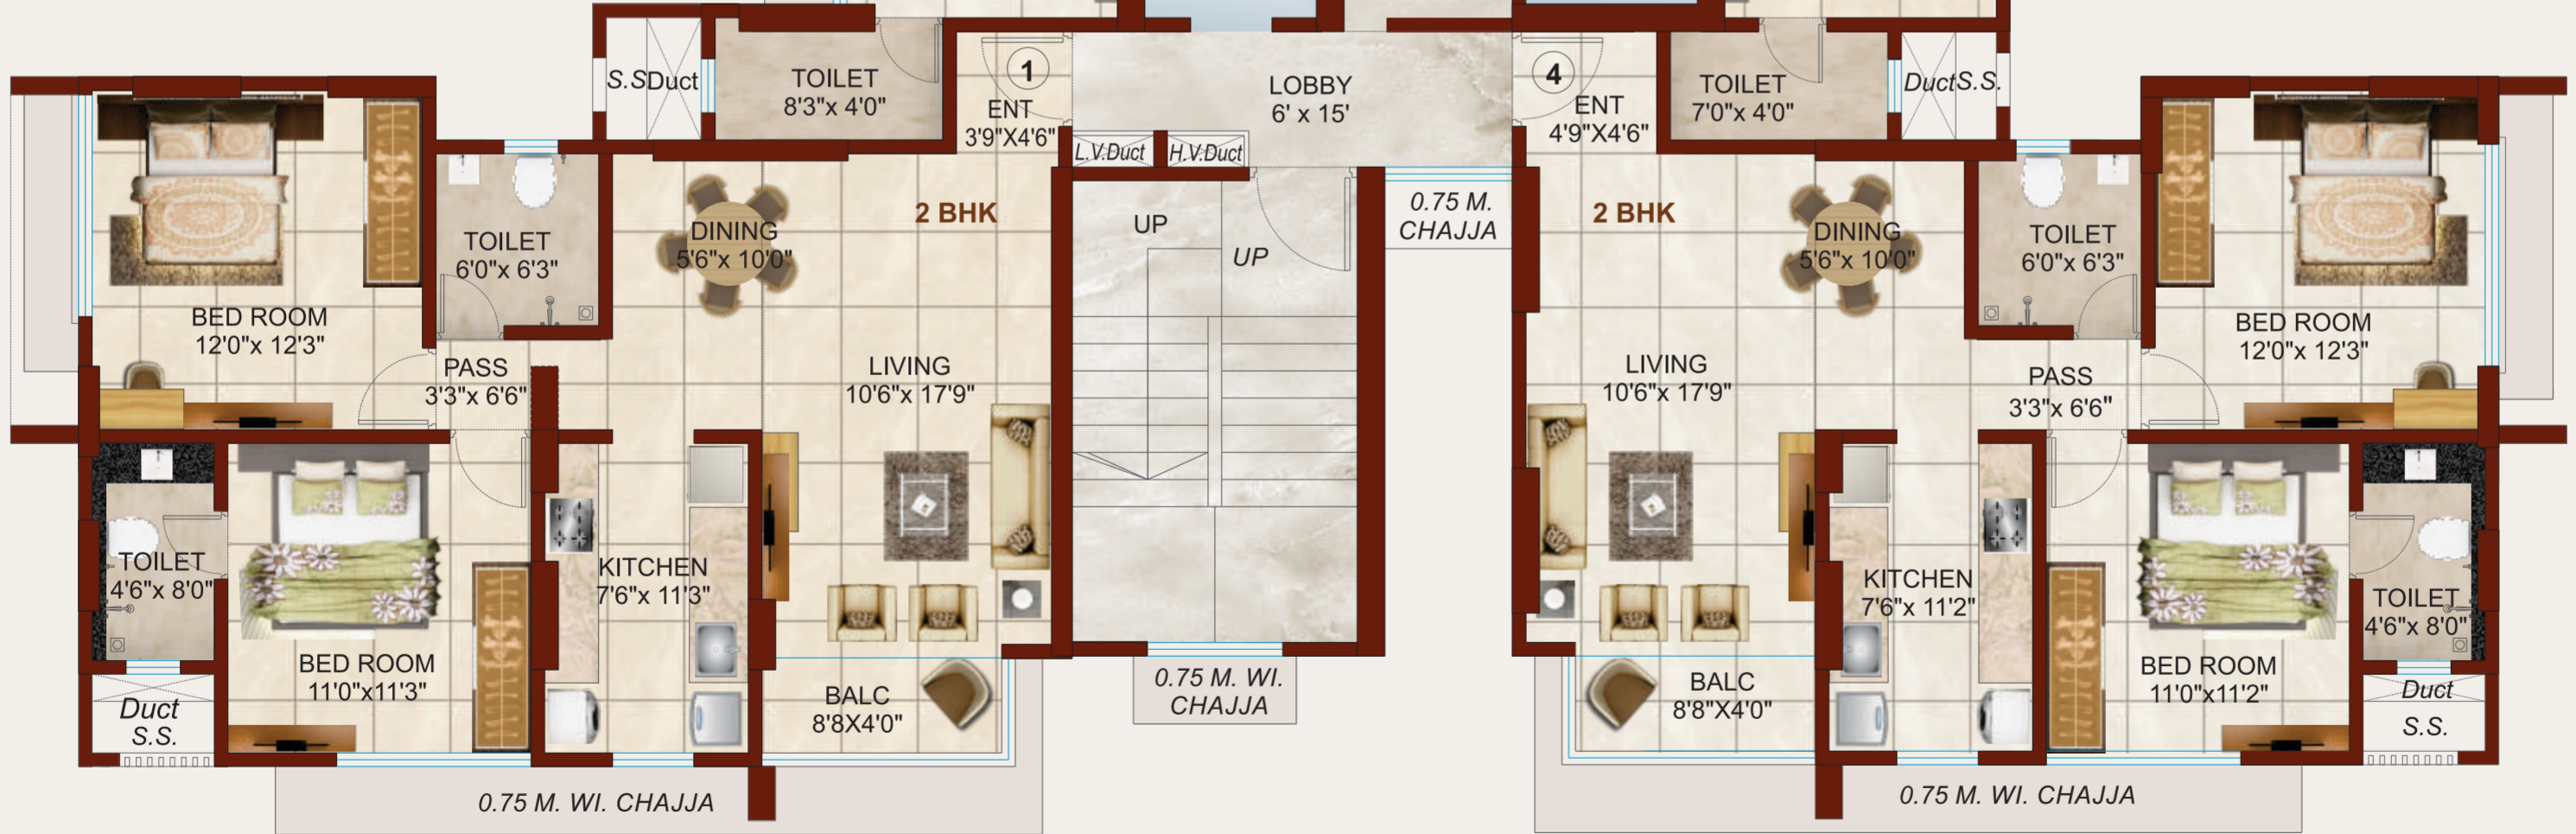 S.S
Duct
TOILET
8'3"x 4'0"
1
ENT
3'9"X4'6"
LOBBY
6' x 15'
L.V.Duct
H.V.Duct
4
ENT
4'9"X4'6"
TOILET
7'0"x 4'0"
Duct
S.S.
BED ROOM
12'0"x 12'3"
TOILET
6'0"x 6'3"
DINING
5'6"x 10'0"
2 BHK
UP
UP
0.75 M.
CHAJJA
2 BHK
DINING
5'6"x 10'0"
TOILET
6'0"x 6'3"
BED ROOM
12'0"x 12'3"
PASS
3'3"x 6'6"
LIVING
10'6"x 17'9"
LIVING
10'6"x 17'9"
PASS
3'3"x 6'6"
TOILET
4'6"x 8'0"
BED ROOM
11'0"x11'3"
KITCHEN
7'6"x 11'3"
KITCHEN
7'6"x 11'2"
BED ROOM
11'0"x11'2"
TOILET
4'6"x 8'0"
Duct
S.S.
BALC
8'8X4'0"
0.75 M. WI.
CHAJJA
BALC
8'8"X4'0"
Duct
S.S.
0.75 M. WI. CHAJJA
0.75 M. WI. CHAJJA